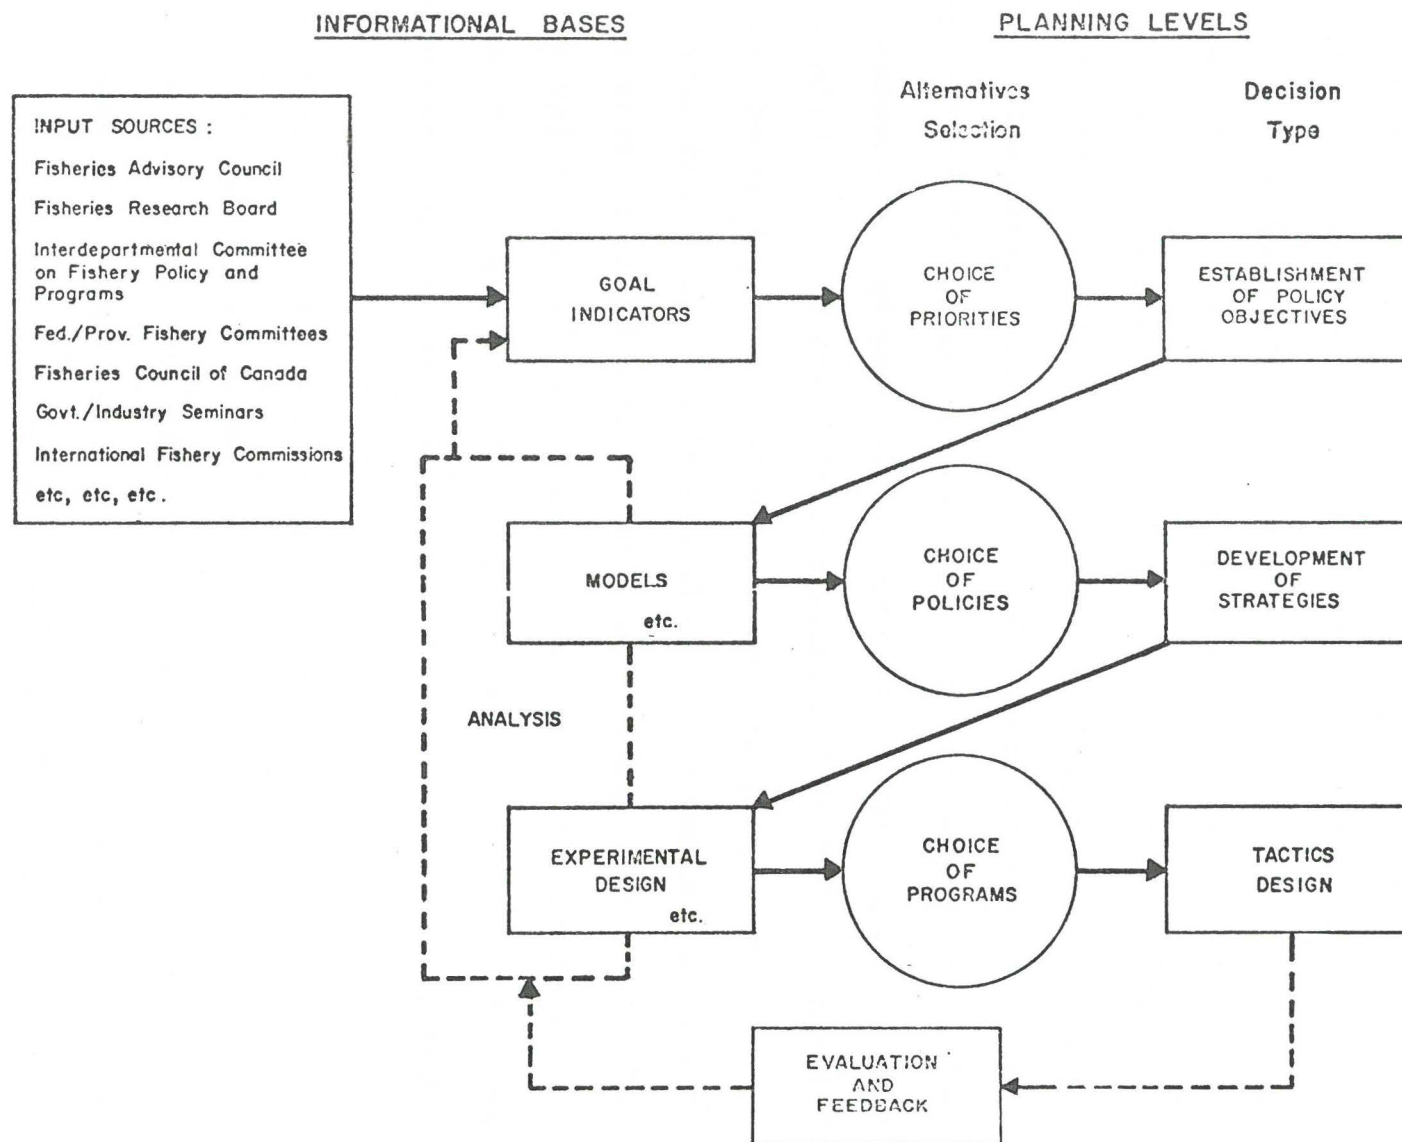 INFORMATIONAL BASES
PLANNING LEVELS
Alternatives
Selection
Decision
Type
INPUT SOURCES :
Fisheries Advisory Council
Fisheries Research Board
Interdepartmental Committee
on Fishery Policy and
Programs
Fed./Prov. Fishery Committees
Fisheries Council of Canada
Govt./Industry Seminars
International Fishery Commissions
etc, etc, etc.
GOAL
INDICATORS
CHOICE
OF
PRIORITIES
ESTABLISHMENT
OF POLICY
OBJECTIVES
MODELS
etc.
CHOICE
OF
POLICIES
DEVELOPMENT
OF
STRATEGIES
ANALYSIS
EXPERIMENTAL
DESIGN
etc.
CHOICE
OF
PROGRAMS
TACTICS
DESIGN
EVALUATION
AND
FEEDBACK